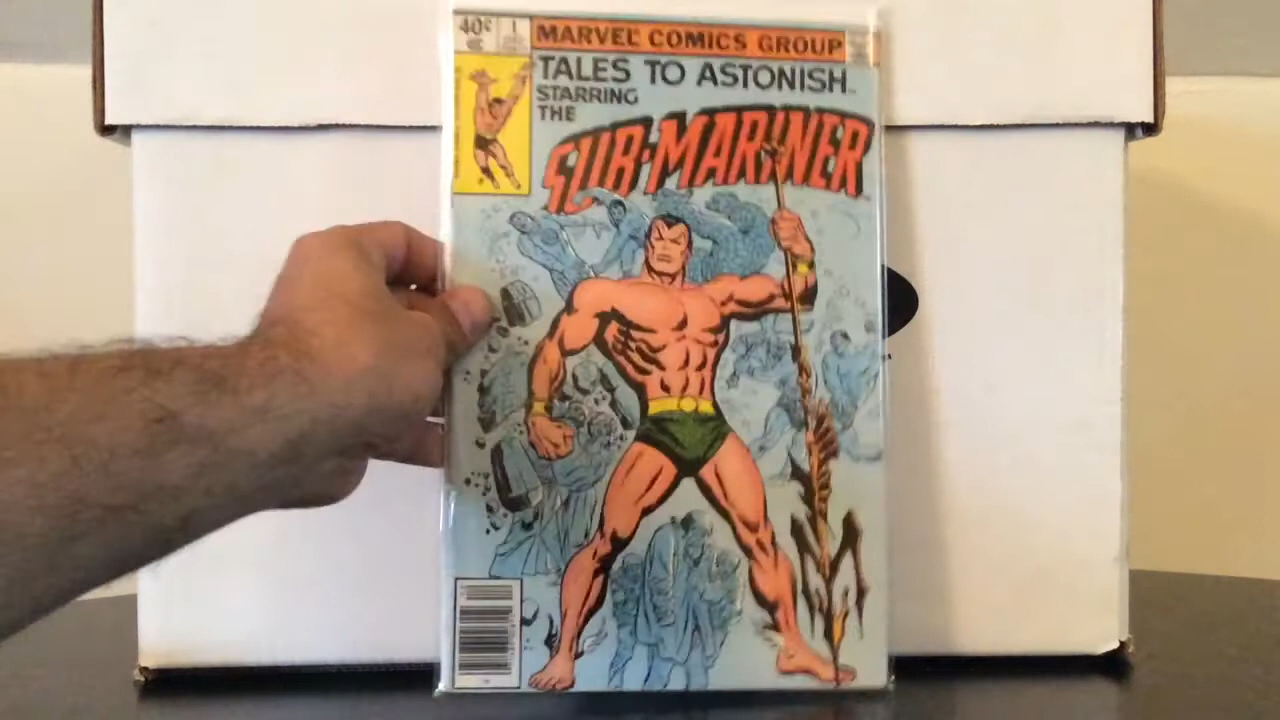 40¢ 1 MARVEL COMICS GROUP
TALES TO ASTONISH
STARRING
THE
SUB-MARINER